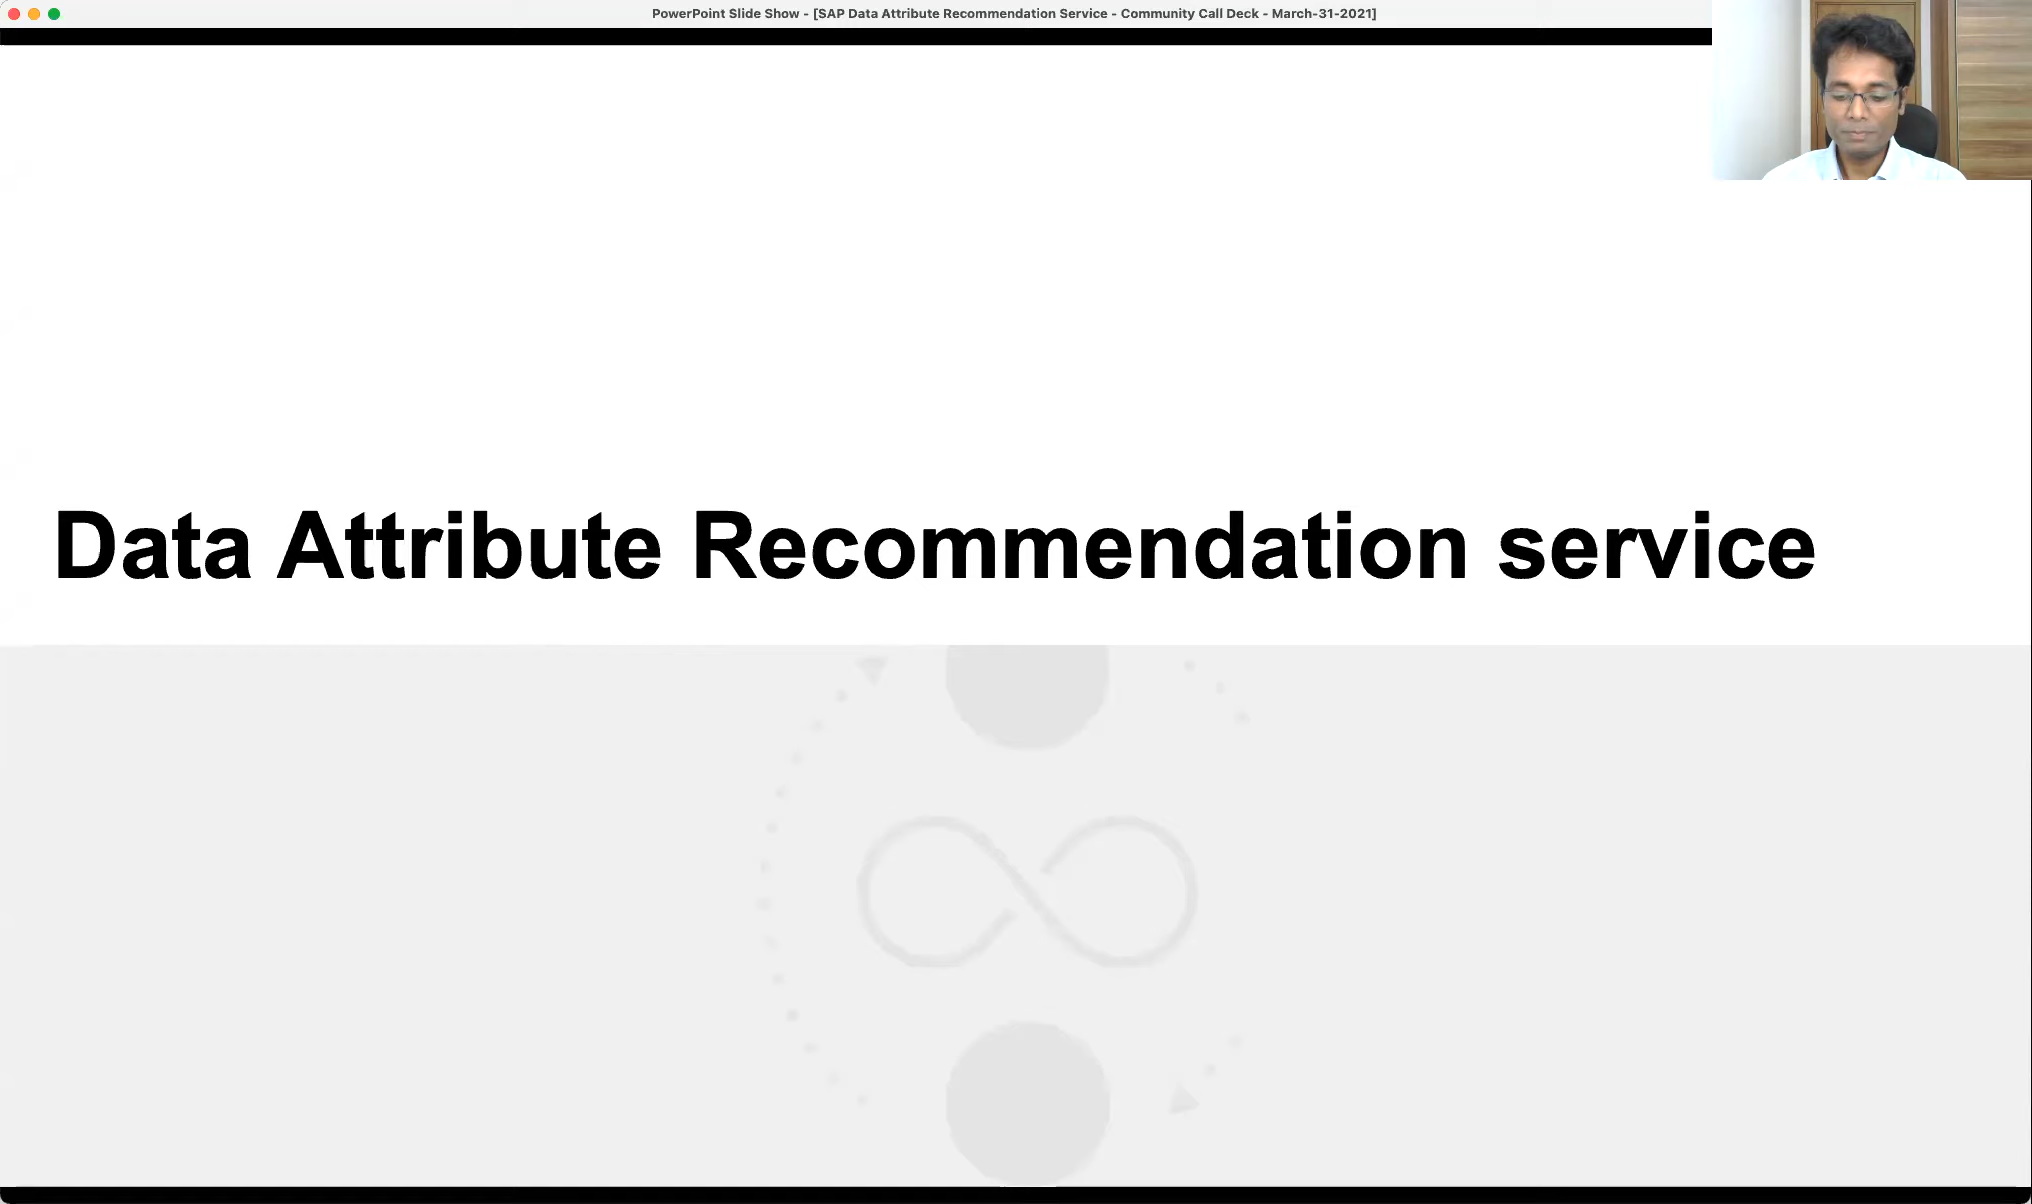 PowerPoint Slide Show - [SAP Data Attribute Recommendation Service - Community Call Deck - March-31-2021]
Data Attribute Recommendation service